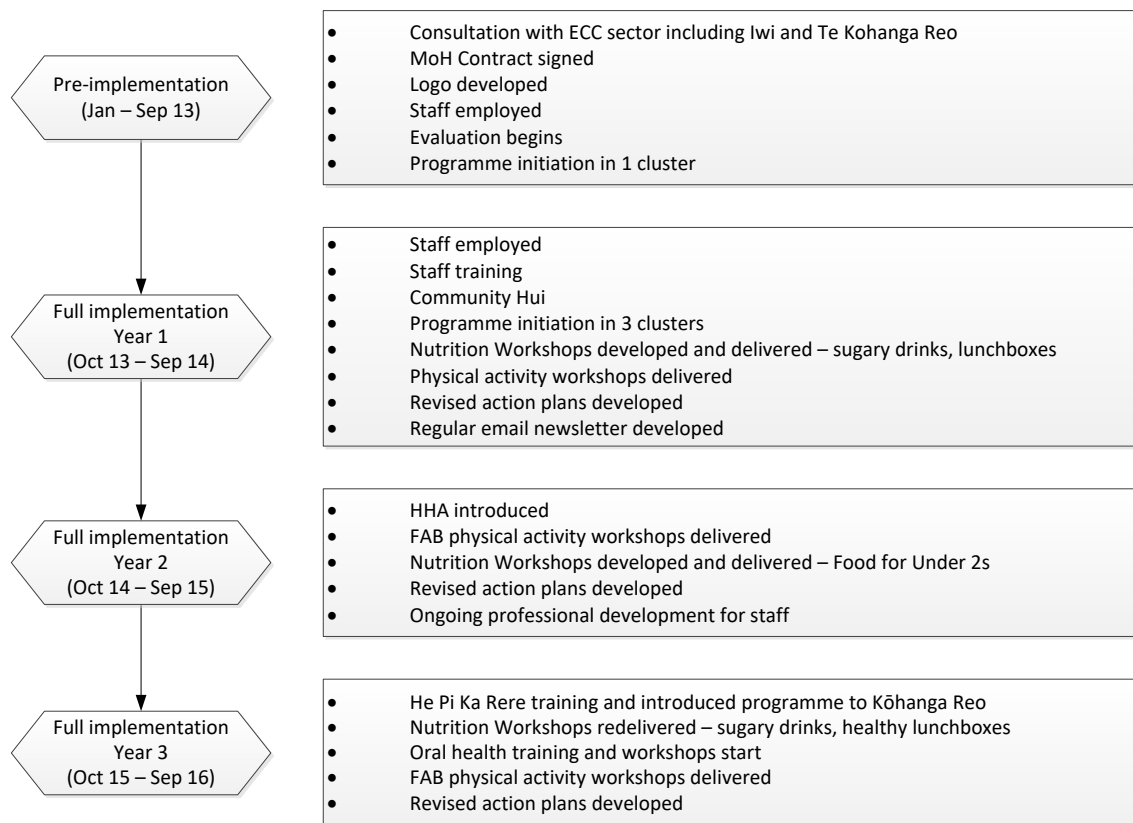 Pre-implementation
(Jan – Sep 13)
• Consultation with ECC sector including Iwi and Te Kohanga Reo
• MoH Contract signed
• Logo developed
• Staff employed
• Evaluation begins
• Programme initiation in 1 cluster
Full implementation
Year 1
(Oct 13 – Sep 14)
• Staff employed
• Staff training
• Community Hui
• Programme initiation in 3 clusters
• Nutrition Workshops developed and delivered – sugary drinks, lunchboxes
• Physical activity workshops delivered
• Revised action plans developed
• Regular email newsletter developed
Full implementation
Year 2
(Oct 14 – Sep 15)
• HHA introduced
• FAB physical activity workshops delivered
• Nutrition Workshops developed and delivered – Food for Under 2s
• Revised action plans developed
• Ongoing professional development for staff
Full implementation
Year 3
(Oct 15 – Sep 16)
• He Pi Ka Rere training and introduced programme to Kōhanga Reo
• Nutrition Workshops redelivered – sugary drinks, healthy lunchboxes
• Oral health training and workshops start
• FAB physical activity workshops delivered
• Revised action plans developed